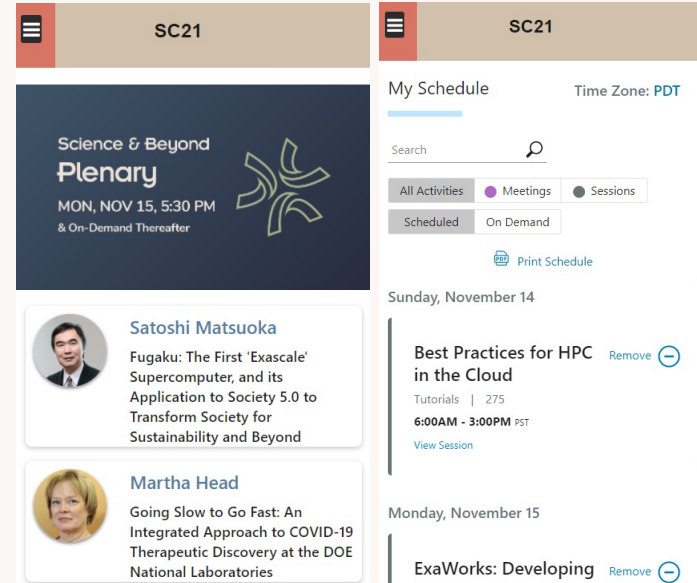 SC21
Science & Beyond
Plenary
MON, NOV 15, 5:30 PM
& On-Demand Thereafter
Satoshi Matsuoka
Fugaku: The First 'Exascale'
Supercomputer, and its
Application to Society 5.0 to
Transform Society for
Sustainability and Beyond
Martha Head
Going Slow to Go Fast: An
Integrated Approach to COVID-19
Therapeutic Discovery at the DOE
National Laboratories
SC21
My Schedule
Time Zone: PDT
Search
All Activities Meetings Sessions
Scheduled On Demand
PDF Print Schedule
Sunday, November 14
Best Practices for HPC Remove
in the Cloud
Tutorials | 275
6:00AM - 3:00PM PST
View Session
Monday, November 15
ExaWorks: Developing Remove